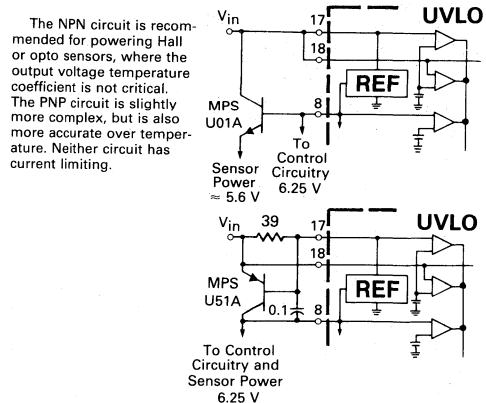 The NPN circuit is recom-
mended for powering Hall
or opto sensors, where the
output voltage temperature
coefficient is not critical.
The PNP circuit is slightly
more complex, but is also
more accurate over temper-
ature. Neither circuit has
current limiting.
Vin
17
UVLO
18
REF
MPS
U01A
8
To
Control
Circuitry
6.25 V
Sensor
Power
≈ 5.6 V
Vin
39
17
UVLO
18
REF
MPS
U51A
0.1
8
To Control
Circuitry and
Sensor Power
6.25 V